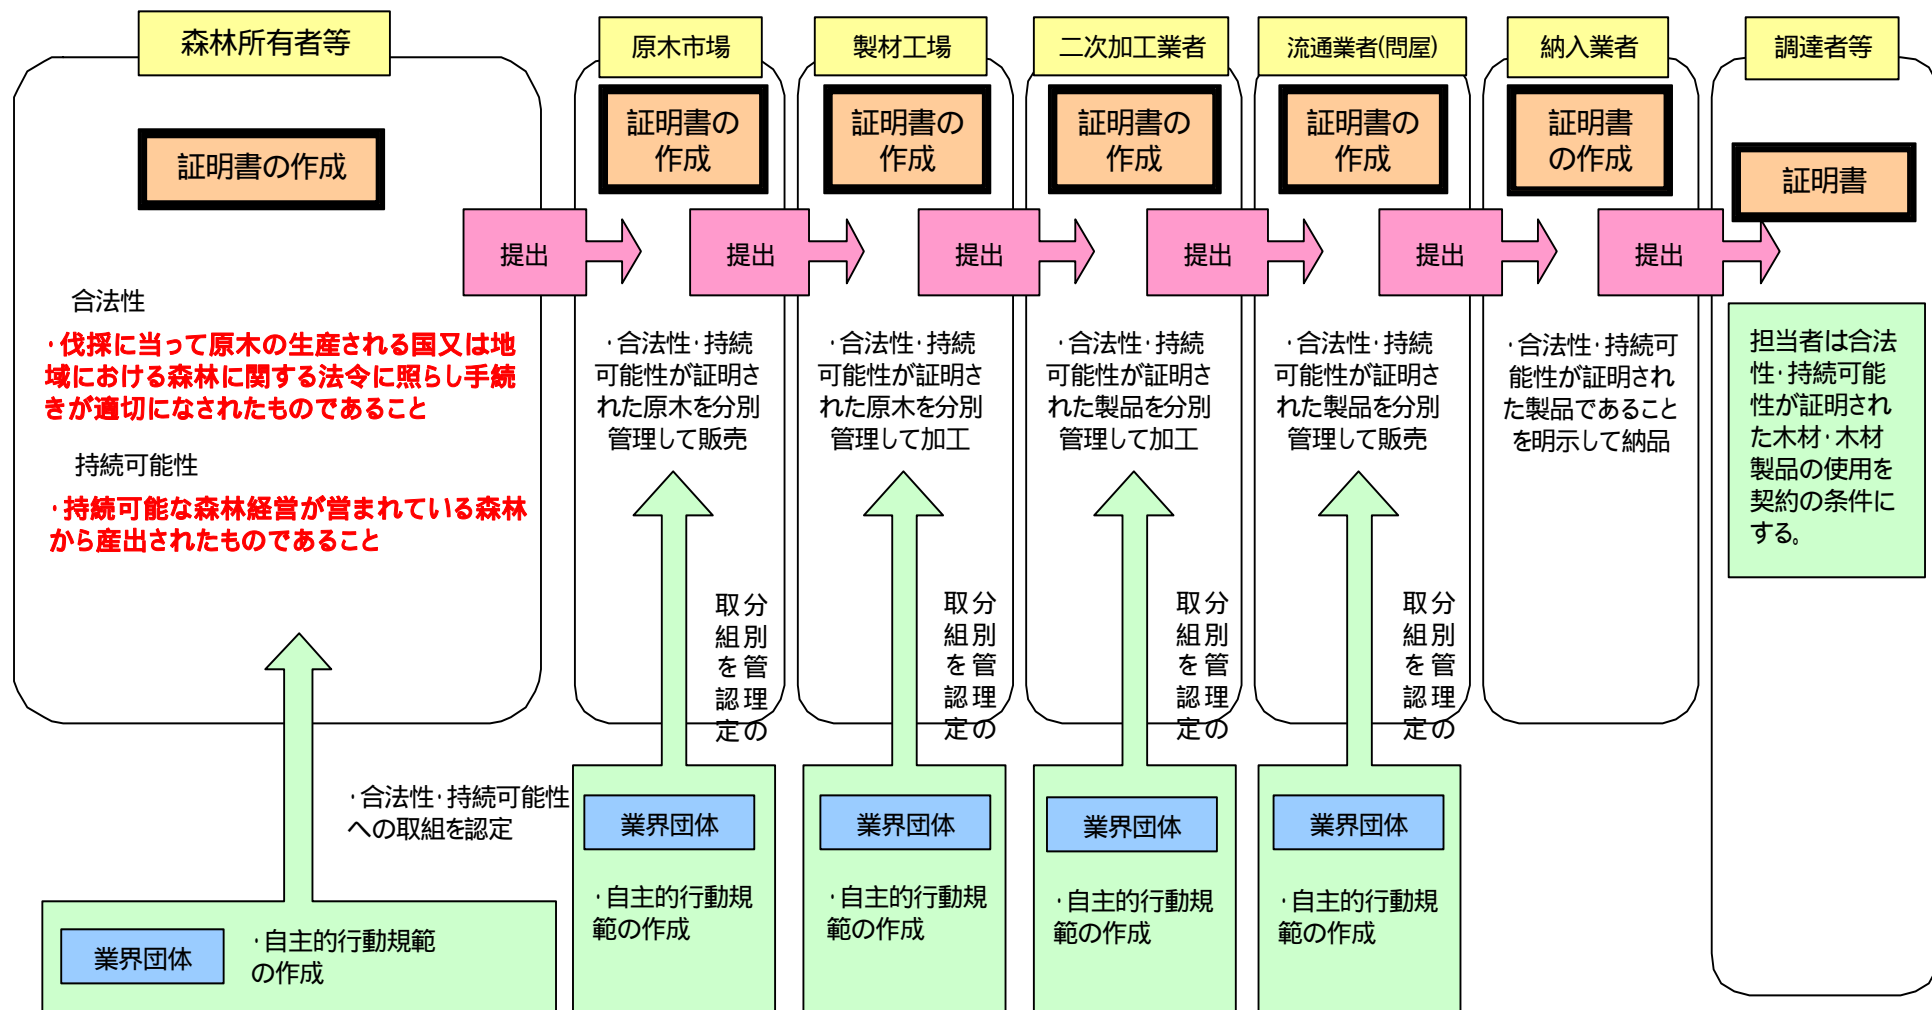 森林所有者等
証明書の作成
合法性
・伐採に当って原木の生産される国又は地
域における森林に関する法令に照らし手続
きが適切になされたものであること
持続可能性
・持続可能な森林経営が営まれている森林
から産出されたものであること
・合法性・持続可能性
への取組を認定
業界団体
・自主的行動規範
の作成
提出
原木市場
証明書の
作成
・合法性・持続
可能性が証明さ
れた原木を分別
管理して販売
分別管理の
取組を認定
業界団体
・自主的行動規
範の作成
提出
製材工場
証明書の
作成
・合法性・持続
可能性が証明さ
れた原木を分別
管理して加工
分別管理の
取組を認定
業界団体
・自主的行動規
範の作成
提出
二次加工業者
証明書の
作成
・合法性・持続
可能性が証明さ
れた製品を分別
管理して加工
分別管理の
取組を認定
業界団体
・自主的行動規
範の作成
提出
流通業者(問屋)
証明書の
作成
・合法性・持続
可能性が証明さ
れた製品を分別
管理して販売
分別管理の
取組を認定
業界団体
・自主的行動規
範の作成
提出
納入業者
証明書
の作成
・合法性・持続可
能性が証明され
た製品であること
を明示して納品
提出
調達者等
証明書
担当者は合法
性・持続可能
性が証明され
た木材・木材
製品の使用を
契約の条件に
する。